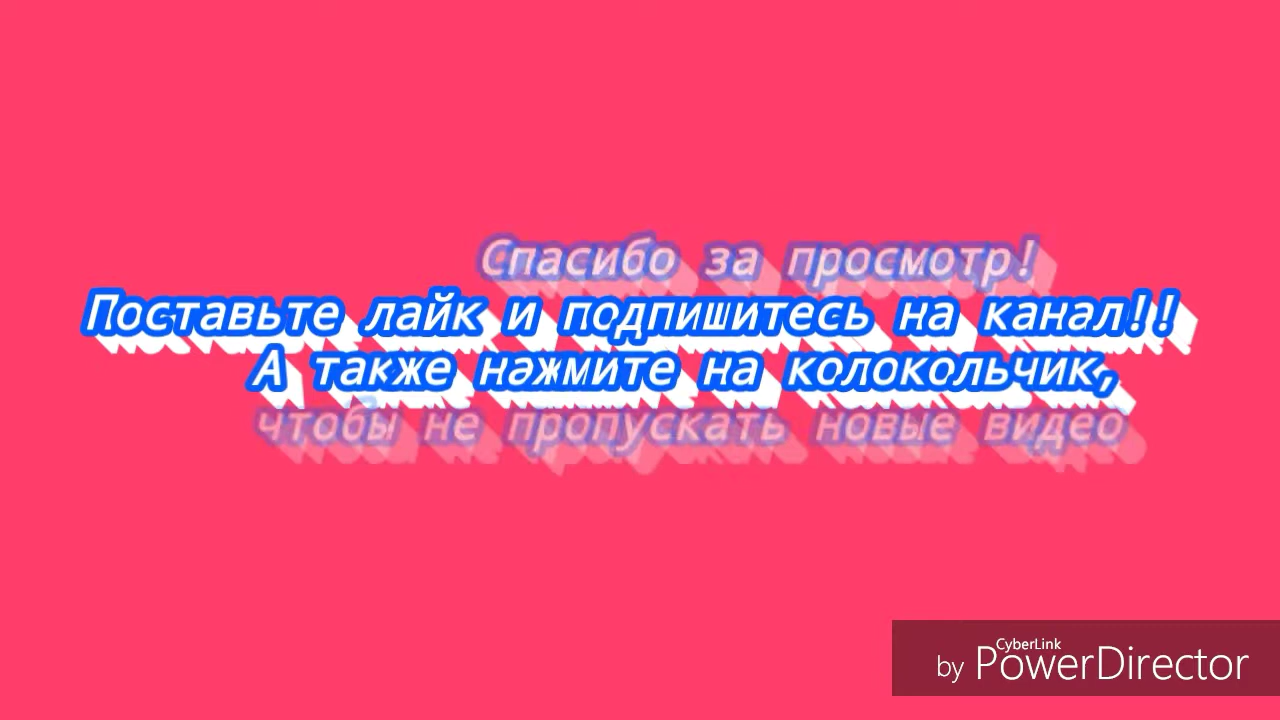 Спасибо за просмотр!
Поставьте лайк и подпишитесь на канал!!
А также нажмите на колокольчик,
чтобы не пропускать новые видео
CyberLink
by PowerDirector